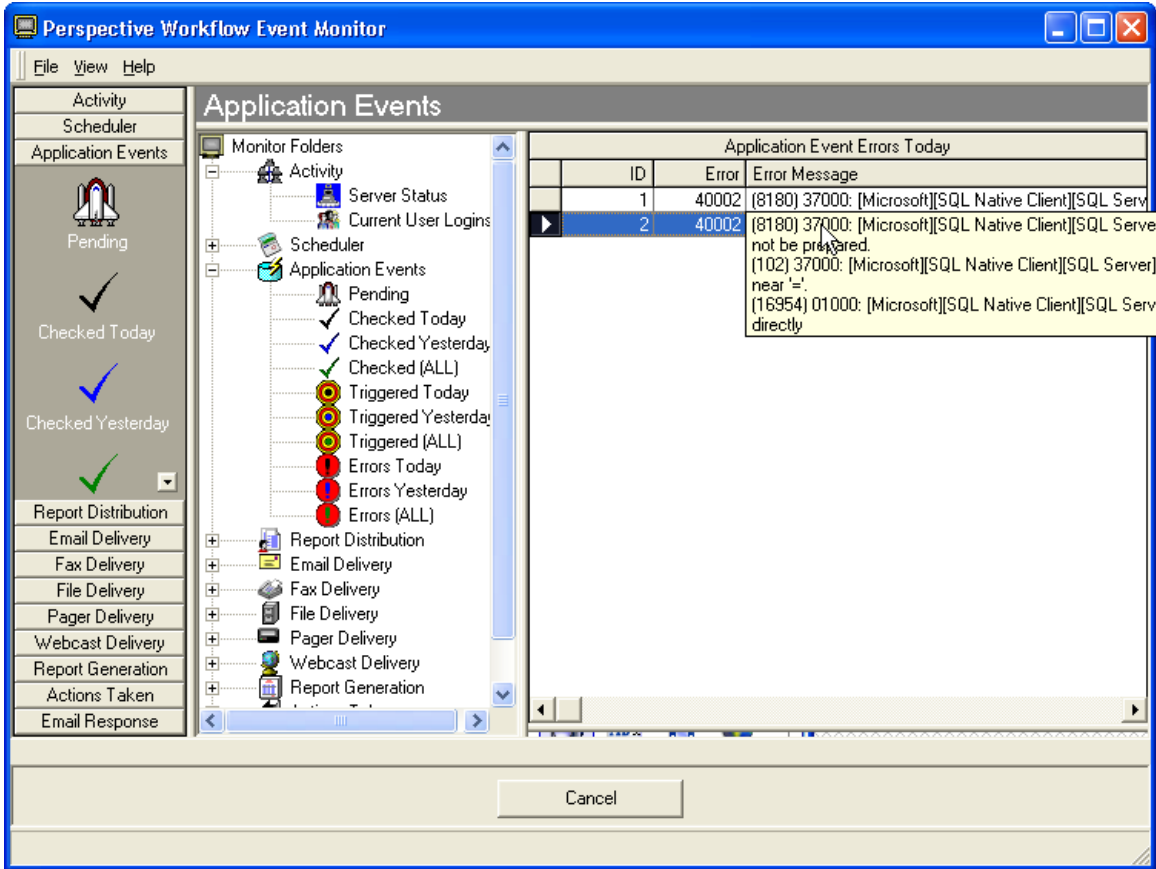 Perspective Workflow Event Monitor
File View Help
Activity
Scheduler
Application Events
Pending
Checked Today
Checked Yesterday
Report Distribution
Email Delivery
Fax Delivery
File Delivery
Pager Delivery
Webcast Delivery
Report Generation
Actions Taken
Email Response
Application Events
Monitor Folders
Activity
Server Status
Current User Logins
Scheduler
Application Events
Pending
Checked Today
Checked Yesterday
Checked (ALL)
Triggered Today
Triggered Yesterday
Triggered (ALL)
Errors Today
Errors Yesterday
Errors (ALL)
Report Distribution
Email Delivery
Fax Delivery
File Delivery
Pager Delivery
Webcast Delivery
Report Generation
Application Event Errors Today
ID Error Error Message
1 40002 (8180) 37000: [Microsoft][SQL Native Client][SQL Serv
2 40002 (8180) 37000: [Microsoft][SQL Native Client][SQL Serve
not be prepared.
(102) 37000: [Microsoft][SQL Native Client][SQL Server]
near '='.
(16954) 01000: [Microsoft][SQL Native Client][SQL Serv
directly
Cancel